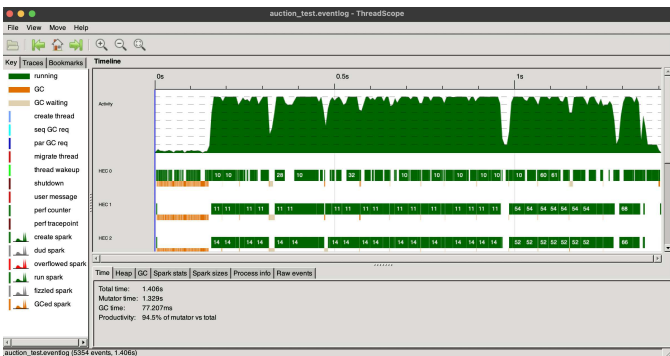 auction_test.eventlog - ThreadScope
File View Move Help
Key Traces Bookmarks
running
GC
GC waiting
create thread
seq GC req
par GC req
migrate thread
thread wakeup
shutdown
user message
perf counter
perf tracepoint
create spark
dud spark
overflowed spark
run spark
fizzled spark
GCed spark
Timeline
0s 0.5s 1s
Activity
HEC 0 10 10 28 10 32 10 10 10 10 10 60 61
HEC 1 11 11 11 11 11 11 11 11 11 11 11 11 11 11 11 54 54 54 54 54 54 68
HEC 2 14 14 14 14 14 14 14 14 14 14 14 14 14 14 52 52 52 52 52 52 66
Time Heap GC Spark stats Spark sizes Process info Raw events
Total time: 1.406s
Mutator time: 1.329s
GC time: 77.207ms
Productivity: 94.5% of mutator vs total
auction_test.eventlog (5354 events, 1.406s)